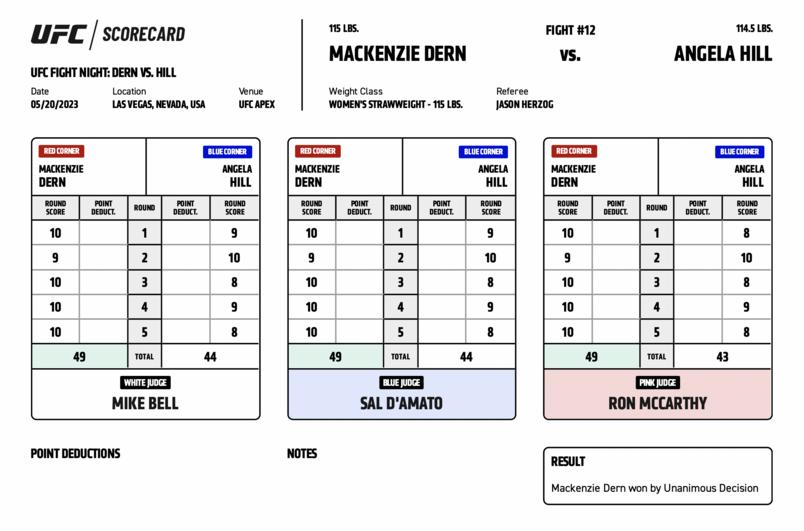 UFC / SCORECARD
UFC FIGHT NIGHT: DERN VS. HILL
Date Location Venue
05/20/2023 LAS VEGAS, NEVADA, USA UFC APEX
115 LBS. FIGHT #12 114.5 LBS.
MACKENZIE DERN VS. ANGELA HILL
Weight Class Referee
WOMEN'S STRAWWEIGHT - 115 LBS. JASON HERZOG
RED CORNER BLUE CORNER
MACKENZIE ANGELA
DERN HILL
ROUND SCORE POINT DEDUCT. ROUND POINT DEDUCT. ROUND SCORE
10 1 9
9 2 10
10 3 8
10 4 9
10 5 8
49 TOTAL 44
WHITE JUDGE
MIKE BELL
RED CORNER BLUE CORNER
MACKENZIE ANGELA
DERN HILL
ROUND SCORE POINT DEDUCT. ROUND POINT DEDUCT. ROUND SCORE
10 1 9
9 2 10
10 3 8
10 4 9
10 5 8
49 TOTAL 44
BLUE JUDGE
SAL D'AMATO
RED CORNER BLUE CORNER
MACKENZIE ANGELA
DERN HILL
ROUND SCORE POINT DEDUCT. ROUND POINT DEDUCT. ROUND SCORE
10 1 8
9 2 10
10 3 8
10 4 9
10 5 8
49 TOTAL 43
PINK JUDGE
RON MCCARTHY
POINT DEDUCTIONS
NOTES
RESULT
Mackenzie Dern won by Unanimous Decision